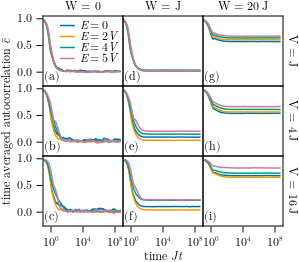 W = 0
W = J
W = 20 J
time averaged autocorrelation c̄
1.0
0.5
0.0
E = 0
E = 2 V
E = 4 V
E = 5 V
(a)
(d)
(g)
V = J
1.0
0.5
0.0
(b)
(e)
(h)
V = 4 J
1.0
0.5
0.0
(c)
(f)
(i)
V = 16 J
10⁰ 10⁴ 10⁸
10⁰ 10⁴ 10⁸
10⁰ 10⁴ 10⁸
time Jt